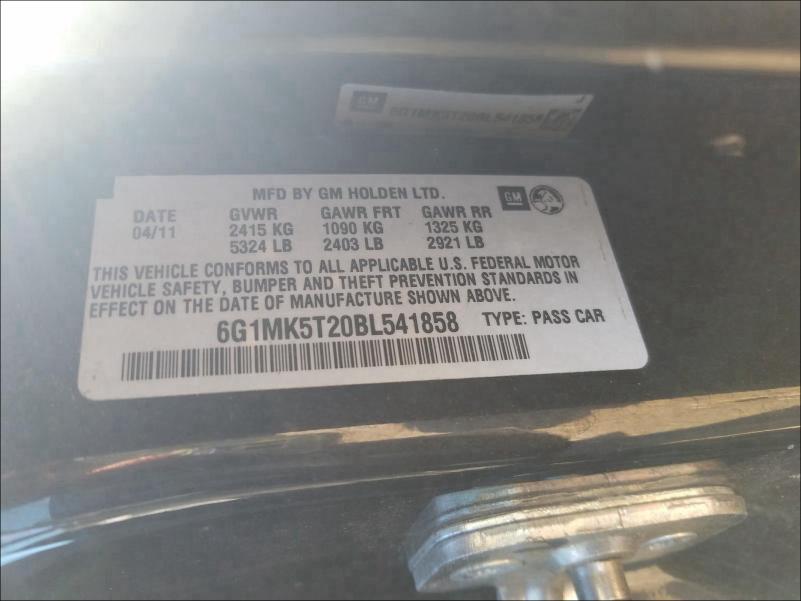 GM 6G1MK5T20BL541858
MFD BY GM HOLDEN LTD.
GM
DATE GVWR GAWR FRT GAWR RR
04/11 2415 KG 1090 KG 1325 KG
5324 LB 2403 LB 2921 LB
THIS VEHICLE CONFORMS TO ALL APPLICABLE U.S. FEDERAL MOTOR
VEHICLE SAFETY, BUMPER AND THEFT PREVENTION STANDARDS IN
EFFECT ON THE DATE OF MANUFACTURE SHOWN ABOVE.
6G1MK5T20BL541858 TYPE: PASS CAR